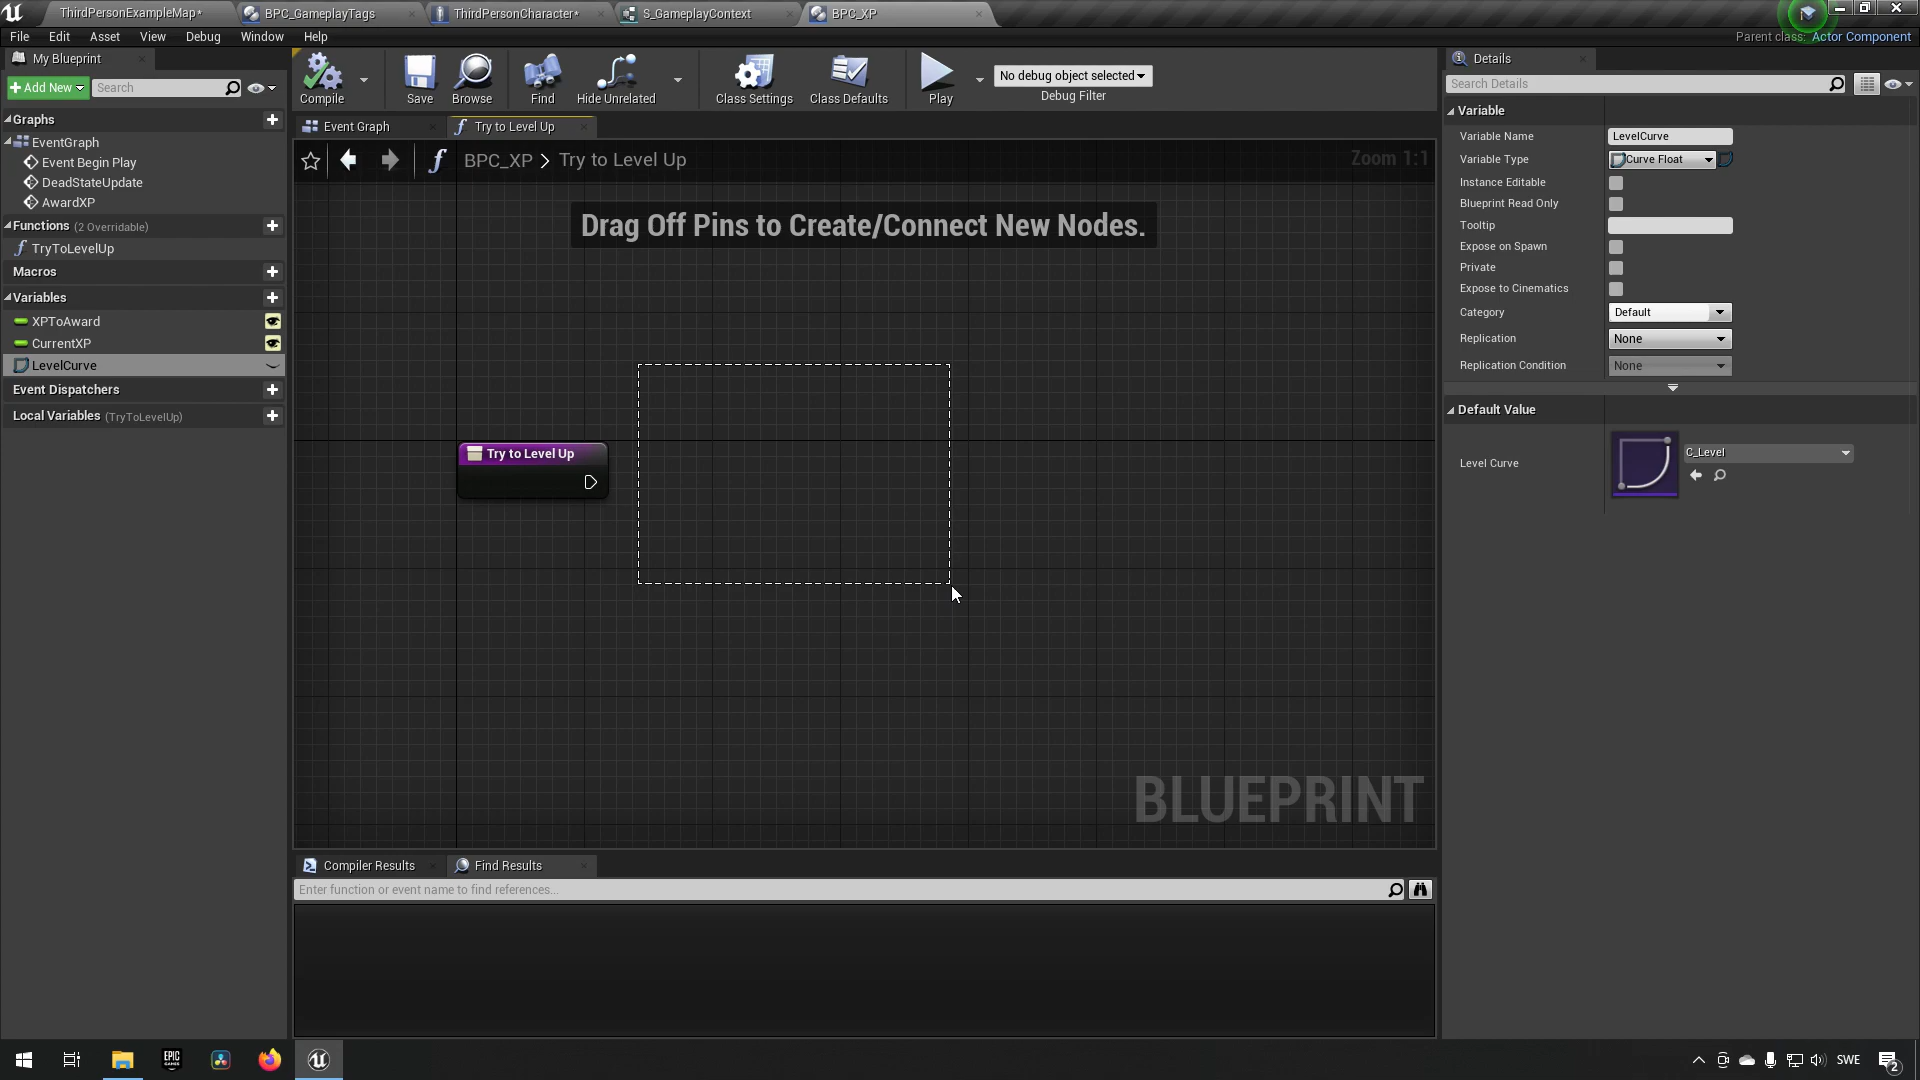 ThirdPersonExampleMap*
BPC_GameplayTags
ThirdPersonCharacter*
S_GameplayContext
BPC_XP
File Edit Asset View Debug Window Help
Parent class: Actor Component
My Blueprint
Add New
Search
Graphs
EventGraph
Event Begin Play
DeadStateUpdate
AwardXP
Functions (2 Overridable)
TryToLevelUp
Macros
Variables
XPToAward
CurrentXP
LevelCurve
Event Dispatchers
Local Variables (TryToLevelUp)
Compile
Save
Browse
Find
Hide Unrelated
Class Settings
Class Defaults
Play
No debug object selected
Debug Filter
Event Graph
Try to Level Up
BPC_XP > Try to Level Up
Zoom 1:1
Drag Off Pins to Create/Connect New Nodes.
Try to Level Up
BLUEPRINT
Compiler Results
Find Results
Enter function or event name to find references...
Details
Search Details
Variable
Variable Name LevelCurve
Variable Type Curve Float
Instance Editable
Blueprint Read Only
Tooltip
Expose on Spawn
Private
Expose to Cinematics
Category Default
Replication None
Replication Condition None
Default Value
Level Curve C_Level
EPIC GAMES
SWE
2